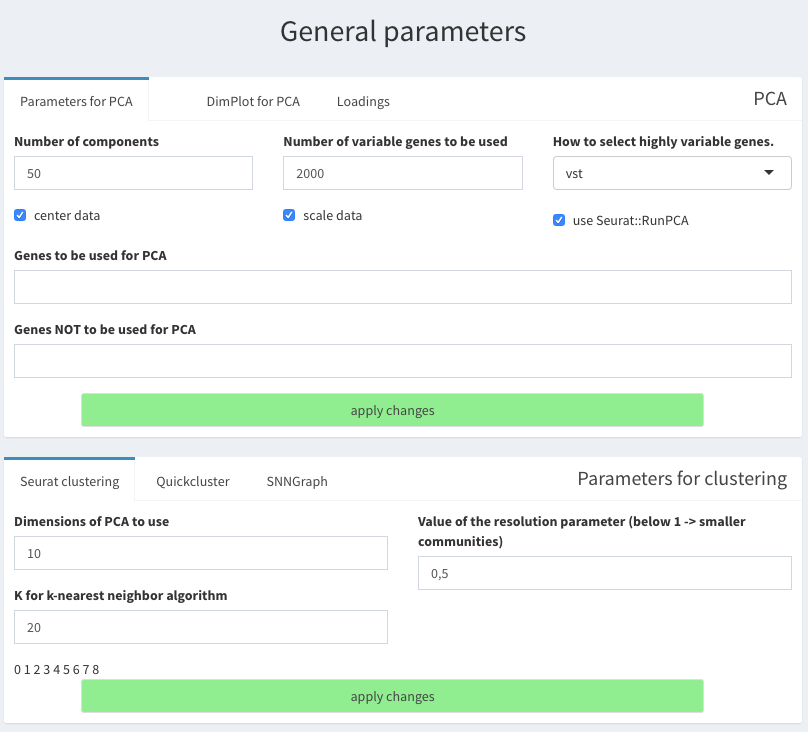 General parameters
Parameters for PCA DimPlot for PCA Loadings PCA
Number of components Number of variable genes to be used How to select highly variable genes.
50 2000 vst
center data scale data use Seurat::RunPCA
Genes to be used for PCA
Genes NOT to be used for PCA
apply changes
Seurat clustering Quickcluster SNNGraph Parameters for clustering
Dimensions of PCA to use
10
Value of the resolution parameter (below 1 -> smaller
communities)
0,5
K for k-nearest neighbor algorithm
20
0 1 2 3 4 5 6 7 8
apply changes